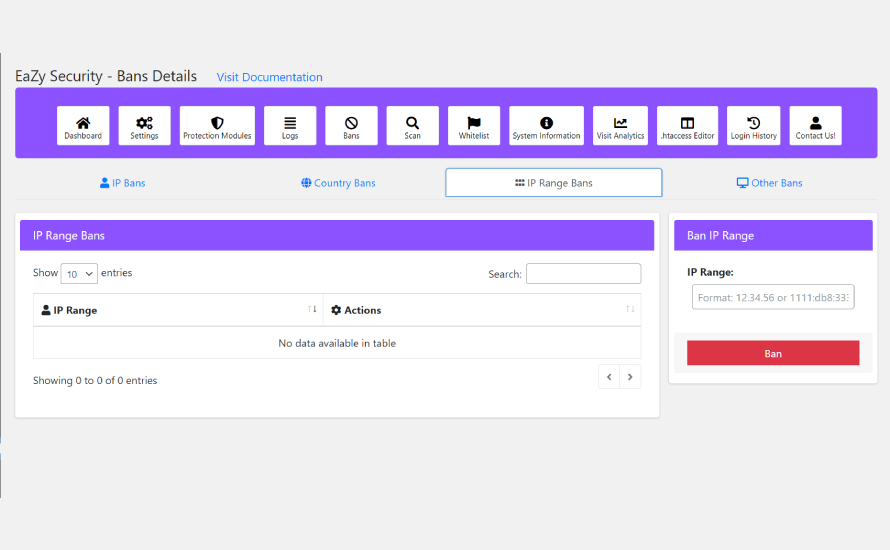 EaZy Security - Bans Details Visit Documentation
Dashboard Settings Protection Modules Logs Bans Scan Whitelist System Information Visit Analytics .htaccess Editor Login History Contact Us!
IP Bans Country Bans IP Range Bans Other Bans
IP Range Bans
Show 10 entries Search:
IP Range Actions
No data available in table
Showing 0 to 0 of 0 entries
Ban IP Range
IP Range:
Format: 12.34.56 or 1111:db8:333
Ban